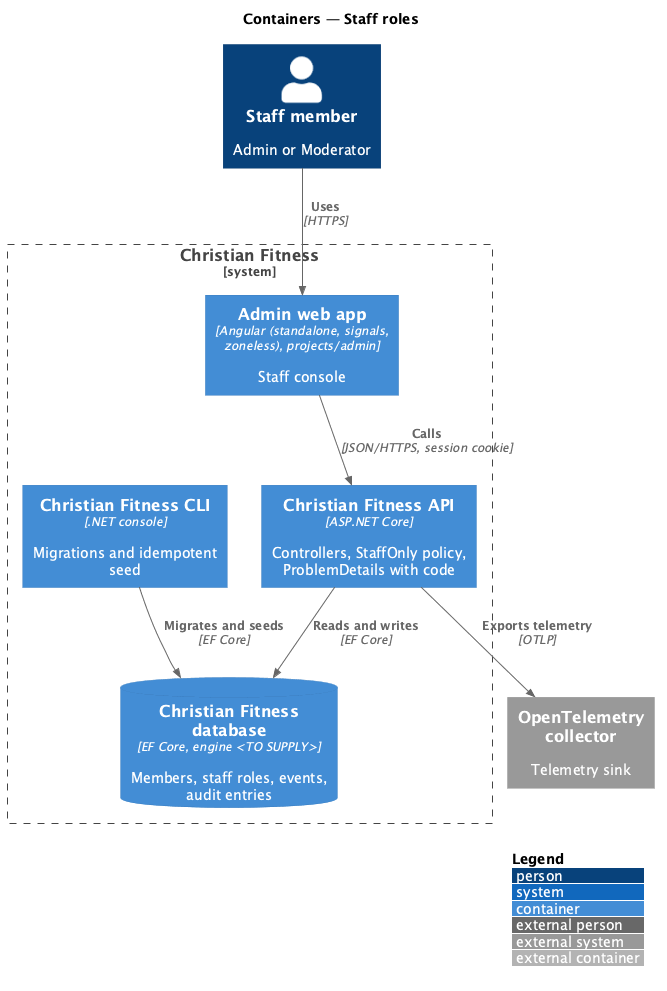 Containers — Staff roles
Staff member
Admin or Moderator
Uses
[HTTPS]
Christian Fitness
[system]
Admin web app
[Angular (standalone, signals,
zoneless), projects/admin]
Staff console
Calls
[JSON/HTTPS, session cookie]
Christian Fitness CLI
[.NET console]
Migrations and idempotent
seed
Christian Fitness API
[ASP.NET Core]
Controllers, StaffOnly policy,
ProblemDetails with code
Migrates and seeds
[EF Core]
Reads and writes
[EF Core]
Exports telemetry
[OTLP]
Christian Fitness
database
[EF Core, engine <TO SUPPLY>]
Members, staff roles, events,
audit entries
OpenTelemetry
collector
Telemetry sink
Legend
person
system
container
external person
external system
external container